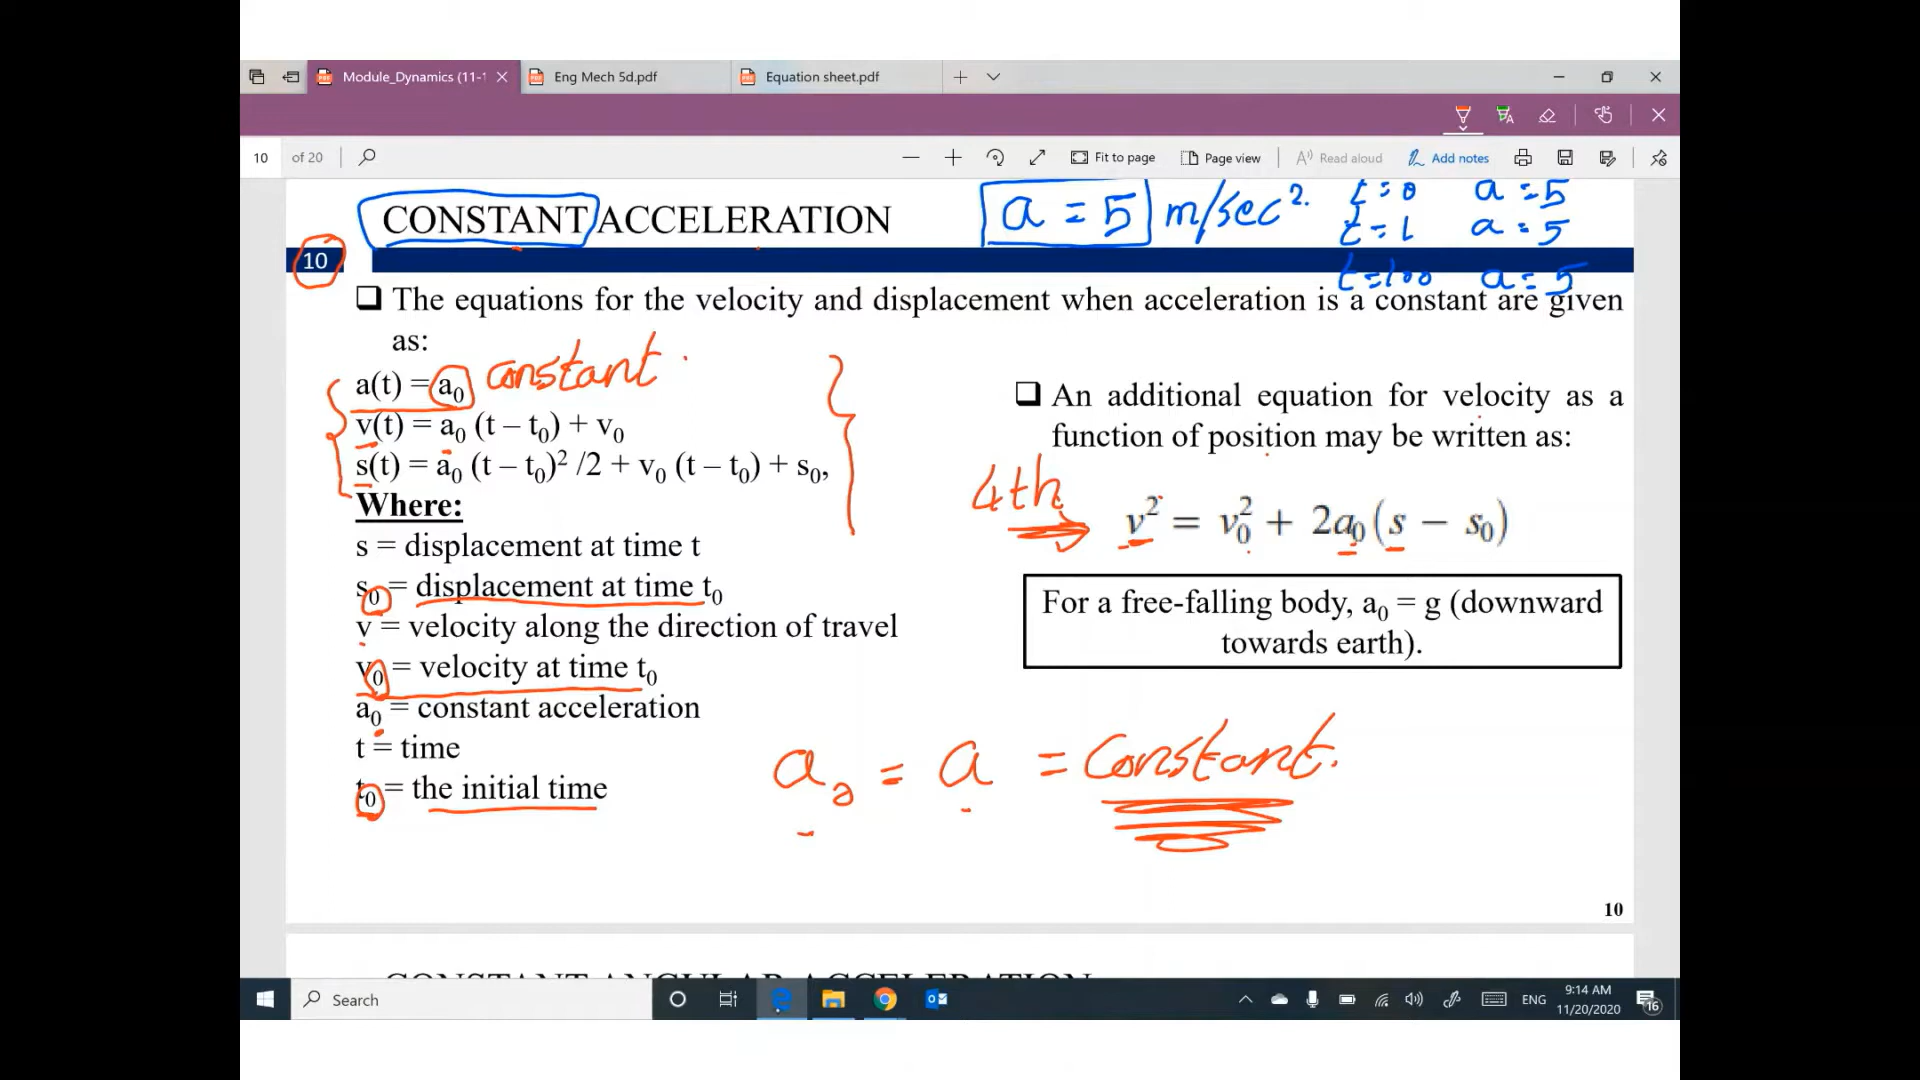 Module_Dynamics (11-1
Eng Mech 5d.pdf
Equation sheet.pdf
10 of 20
Fit to page
Page view
Read aloud
Add notes
CONSTANT ACCELERATION
a = 5 m/sec².
t = 0 a = 5
t = 1 a = 5
t = 100 a = 5
10
❑ The equations for the velocity and displacement when acceleration is a constant are given
as:
a(t) = a₀ constant
v(t) = a₀ (t – t₀) + v₀
s(t) = a₀ (t – t₀)² /2 + v₀ (t – t₀) + s₀,
Where:
s = displacement at time t
s₀ = displacement at time t₀
v = velocity along the direction of travel
v₀ = velocity at time t₀
a₀ = constant acceleration
t = time
t₀ = the initial time
❑ An additional equation for velocity as a
function of position may be written as:
4th
v² = v₀² + 2a₀(s – s₀)
For a free-falling body, a₀ = g (downward
towards earth).
a₀ = a = Constant.
10
CONSTANT ANGULAR ACCELERATION
Search
ENG
9:14 AM
11/20/2020
16